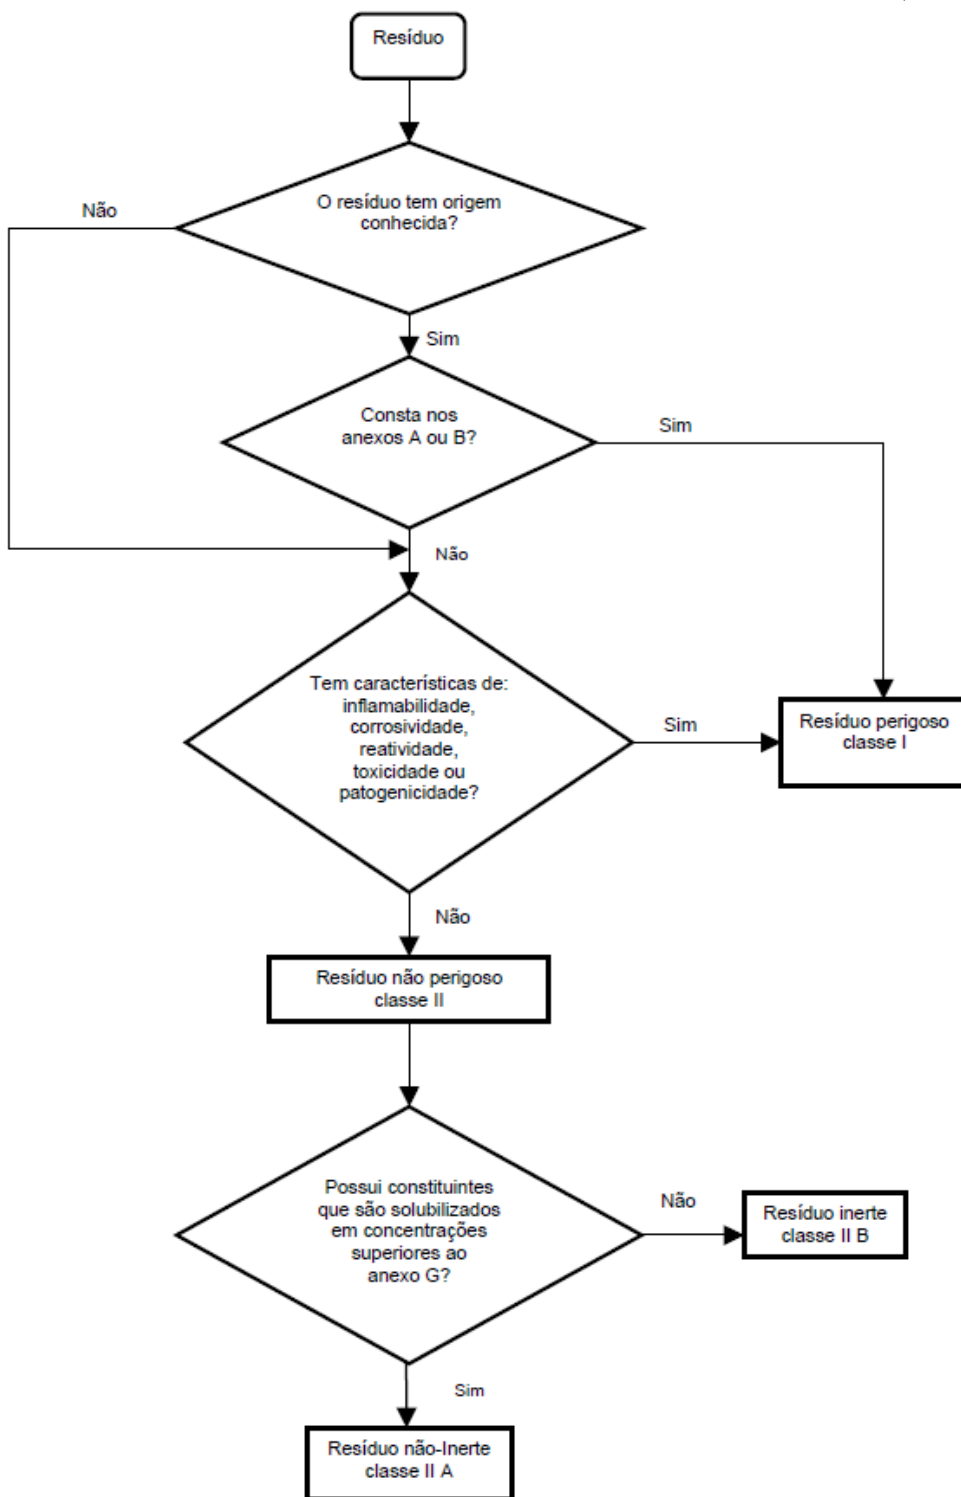 Resíduo
O resíduo tem origem
conhecida?
Não
Sim
Consta nos
anexos A ou B?
Sim
Não
Tem características de:
inflamabilidade,
corrosividade,
reatividade,
toxicidade ou
patogenicidade?
Sim
Resíduo perigoso
classe I
Não
Resíduo não perigoso
classe II
Possui constituintes
que são solubilizados
em concentrações
superiores ao
anexo G?
Não
Resíduo inerte
classe II B
Sim
Resíduo não-Inerte
classe II A